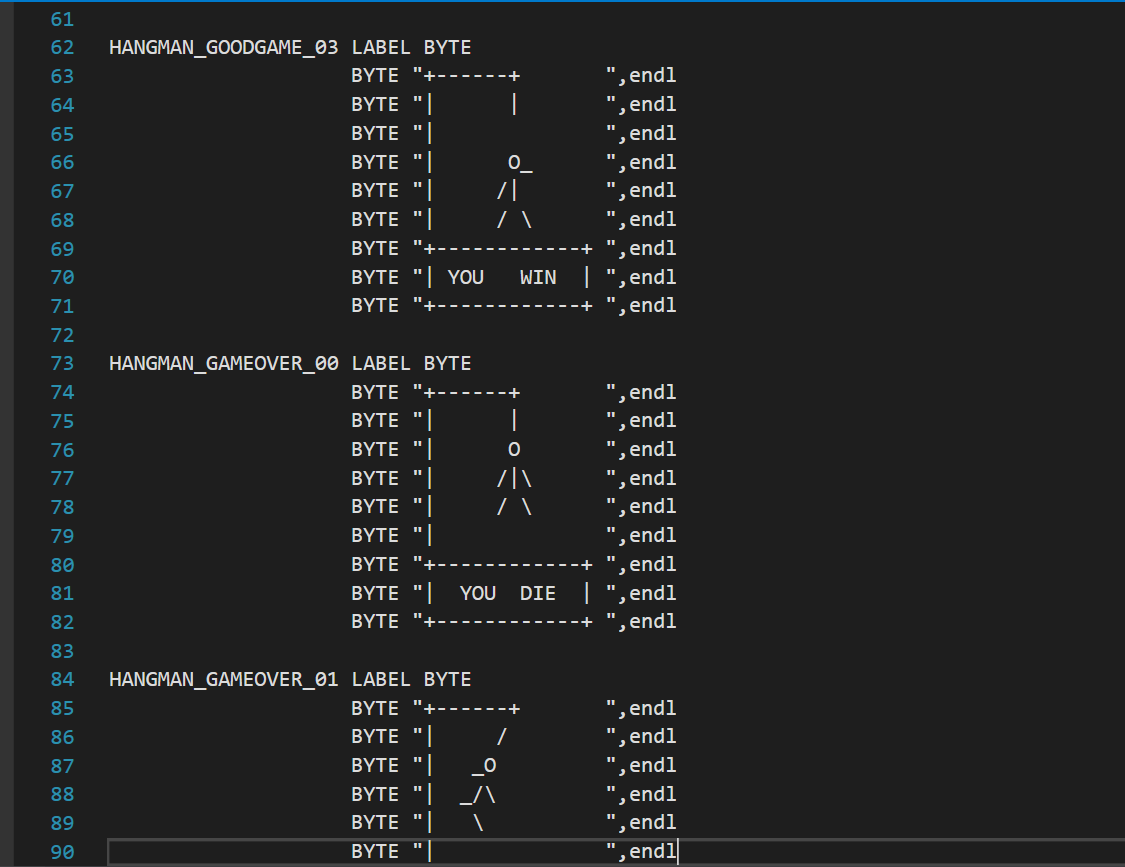 61
62 HANGMAN_GOODGAME_03 LABEL BYTE
63                     BYTE "+------+       ",endl
64                     BYTE "|      |       ",endl
65                     BYTE "|              ",endl
66                     BYTE "|      O_      ",endl
67                     BYTE "|     /|       ",endl
68                     BYTE "|     / \      ",endl
69                     BYTE "+------------+ ",endl
70                     BYTE "| YOU   WIN  | ",endl
71                     BYTE "+------------+ ",endl
72
73 HANGMAN_GAMEOVER_00 LABEL BYTE
74                     BYTE "+------+       ",endl
75                     BYTE "|      |       ",endl
76                     BYTE "|      O       ",endl
77                     BYTE "|     /|\      ",endl
78                     BYTE "|     / \      ",endl
79                     BYTE "|              ",endl
80                     BYTE "+------------+ ",endl
81                     BYTE "|  YOU  DIE  | ",endl
82                     BYTE "+------------+ ",endl
83
84 HANGMAN_GAMEOVER_01 LABEL BYTE
85                     BYTE "+------+       ",endl
86                     BYTE "|     /        ",endl
87                     BYTE "|   _O         ",endl
88                     BYTE "|  _/\         ",endl
89                     BYTE "|   \          ",endl
90                     BYTE "|              ",endl